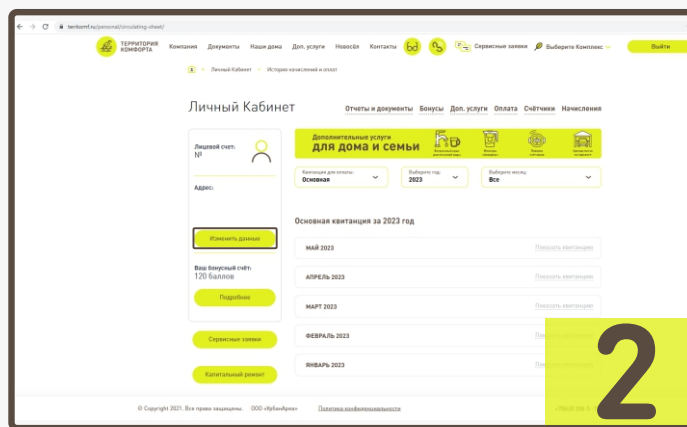 terrkomf.ru/personal/circulating-sheet/
ТЕРРИТОРИЯ
КОМФОРТА
Компания Документы Наши дома Доп. услуги Новосёл Контакты Сервисные заявки Выберите Комплекс Выйти
Личный Кабинет • История начислений и оплат
Личный Кабинет
Отчеты и документы Бонусы Доп. услуги Оплата Счётчики Начисления
Лицевой счет:
№
Адрес:
Изменить данные
Ваш бонусный счёт:
120 баллов
Подробнее
Сервисные заявки
Капитальный ремонт
Дополнительные услуги
для дома и семьи
Квитанция для оплаты:
Основная
Выберите год:
2023
Выберите месяц:
Все
Основная квитанция за 2023 год
МАЙ 2023 Показать квитанцию
АПРЕЛЬ 2023 Показать квитанцию
МАРТ 2023 Показать квитанцию
ФЕВРАЛЬ 2023
ЯНВАРЬ 2023
2
© Copyright 2021. Все права защищены. ООО «УрбанАрио» Политика конфиденциальности